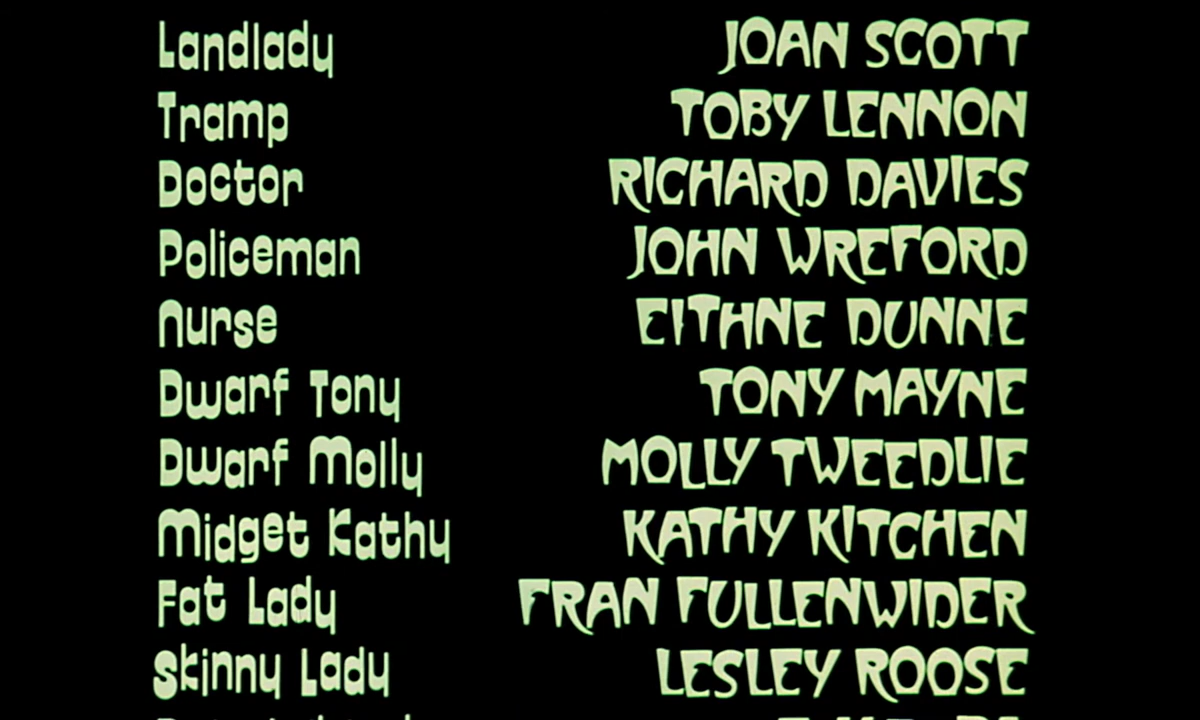 Landlady JOAN SCOTT
Tramp TOBY LENNON
Doctor RICHARD DAVIES
Policeman JOHN WREFORD
Nurse EITHNE DUNNE
Dwarf Tony TONY MAYNE
Dwarf Molly MOLLY TWEEDLIE
Midget Kathy KATHY KITCHEN
Fat Lady FRAN FULLENWIDER
Skinny Lady LESLEY ROOSE